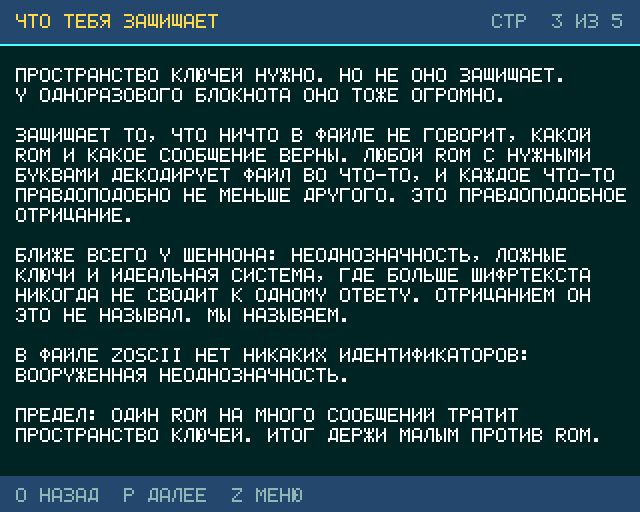 ЧТО ТЕБЯ ЗАЩИЩАЕТ
СТР 3 ИЗ 5
ПРОСТРАНСТВО КЛЮЧЕЙ НУЖНО. НО НЕ ОНО ЗАЩИЩАЕТ.
У ОДНОРАЗОВОГО БЛОКНОТА ОНО ТОЖЕ ОГРОМНО.
ЗАЩИЩАЕТ ТО, ЧТО НИЧТО В ФАЙЛЕ НЕ ГОВОРИТ, КАКОЙ
ROM И КАКОЕ СООБЩЕНИЕ ВЕРНЫ. ЛЮБОЙ ROM С НУЖНЫМИ
БУКВАМИ ДЕКОДИРУЕТ ФАЙЛ ВО ЧТО-ТО, И КАЖДОЕ ЧТО-ТО
ПРАВДОПОДОБНО НЕ МЕНЬШЕ ДРУГОГО. ЭТО ПРАВДОПОДОБНОЕ
ОТРИЦАНИЕ.
БЛИЖЕ ВСЕГО У ШЕННОНА: НЕОДНОЗНАЧНОСТЬ, ЛОЖНЫЕ
КЛЮЧИ И ИДЕАЛЬНАЯ СИСТЕМА, ГДЕ БОЛЬШЕ ШИФРТЕКСТА
НИКОГДА НЕ СВОДИТ К ОДНОМУ ОТВЕТУ. ОТРИЦАНИЕМ ОН
ЭТО НЕ НАЗЫВАЛ. МЫ НАЗЫВАЕМ.
В ФАЙЛЕ ZOSCII НЕТ НИКАКИХ ИДЕНТИФИКАТОРОВ:
ВООРУЖЕННАЯ НЕОДНОЗНАЧНОСТЬ.
ПРЕДЕЛ: ОДИН ROM НА МНОГО СООБЩЕНИЙ ТРАТИТ
ПРОСТРАНСТВО КЛЮЧЕЙ. ИТОГ ДЕРЖИ МАЛЫМ ПРОТИВ ROM.
O НАЗАД P ДАЛЕЕ Z МЕНЮ